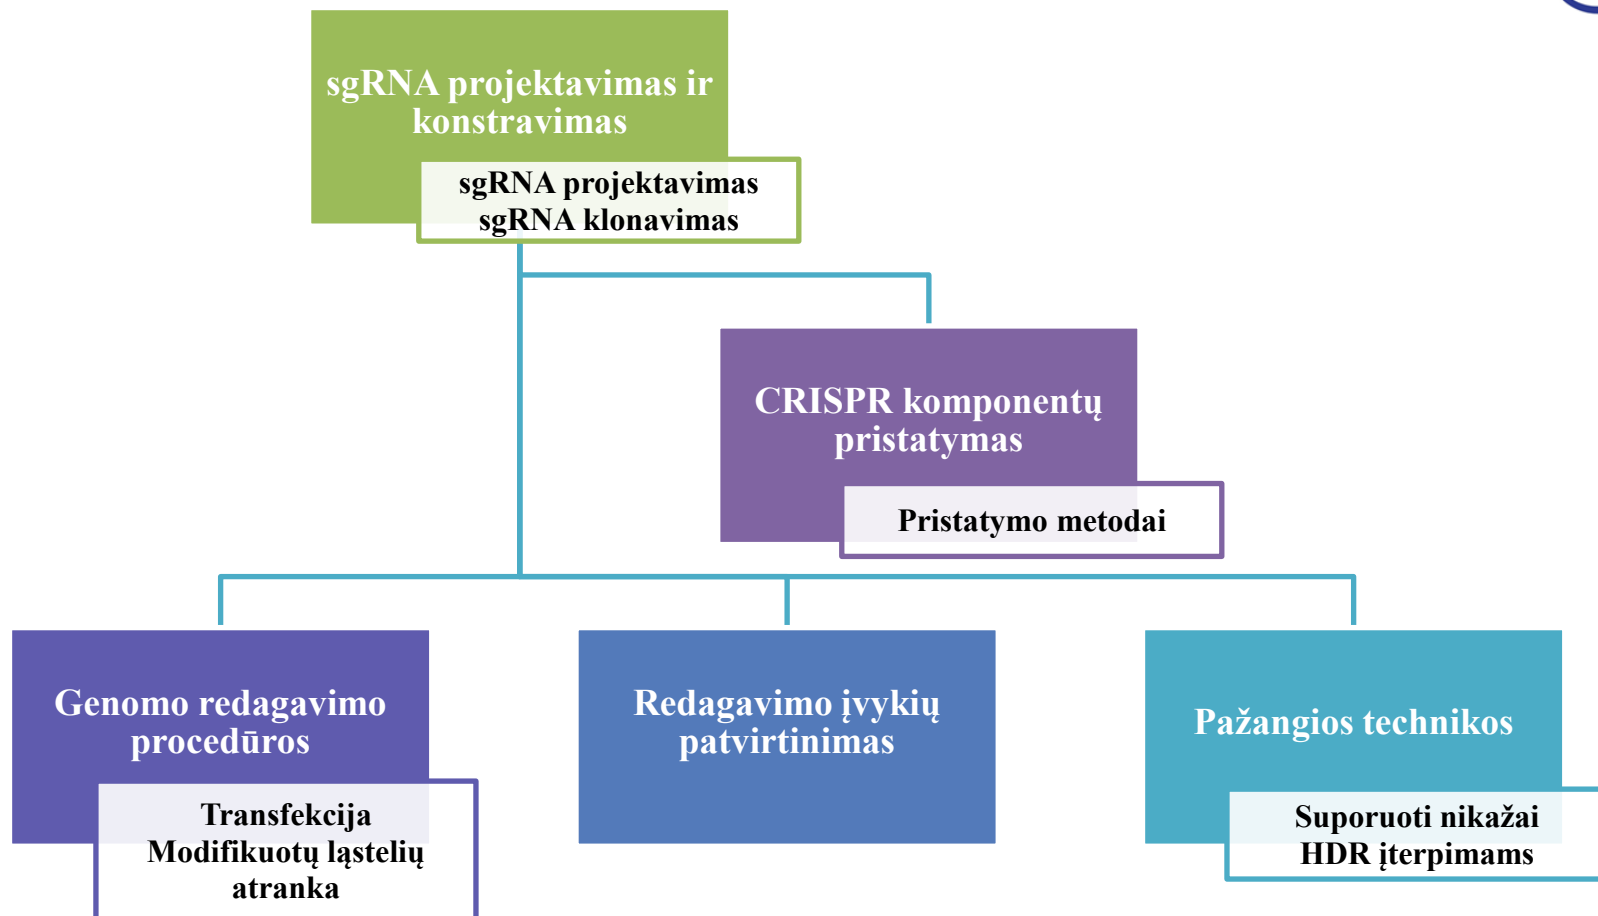 sgRNA projektavimas ir
konstravimas
sgRNA projektavimas
sgRNA klonavimas
CRISPR komponentų
pristatymas
Pristatymo metodai
Genomo redagavimo
procedūros
Transfekcija
Modifikuotų ląstelių
atranka
Redagavimo įvykių
patvirtinimas
Pažangios technikos
Suporuoti nikažai
HDR įterpimams